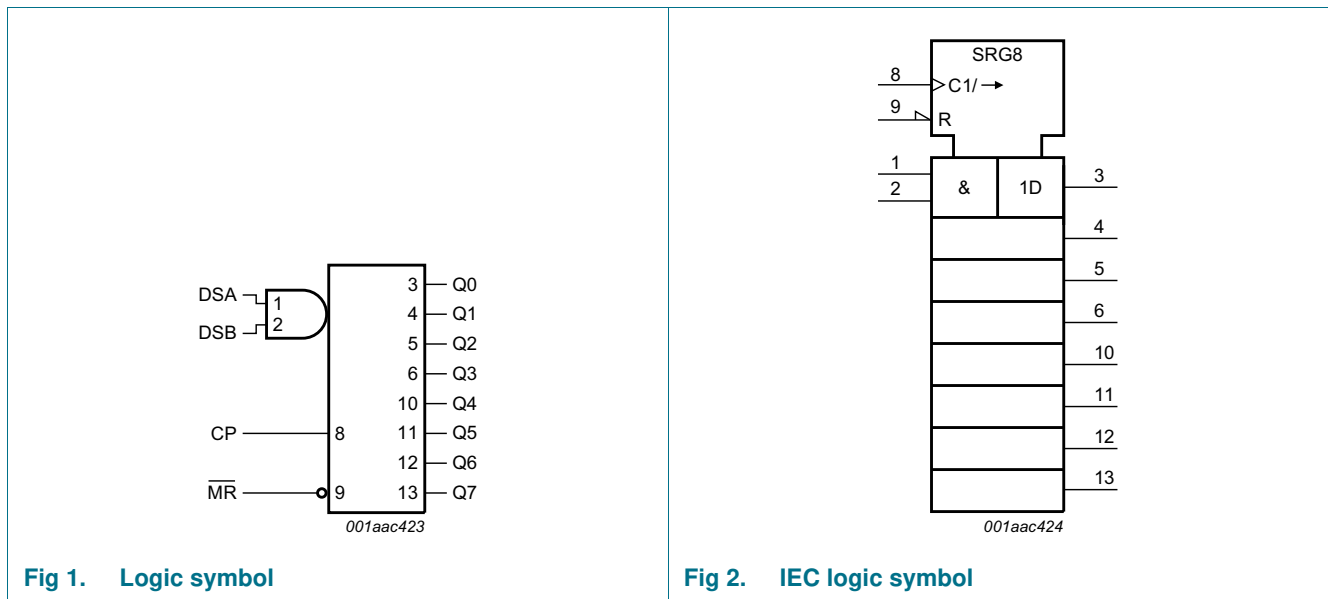 DSA
DSB
1
2
CP
8
MR
9
3 Q0
4 Q1
5 Q2
6 Q3
10 Q4
11 Q5
12 Q6
13 Q7
001aac423
Fig 1. Logic symbol
SRG8
8
C1/→
9
R
1
2
&
1D
3
4
5
6
10
11
12
13
001aac424
Fig 2. IEC logic symbol